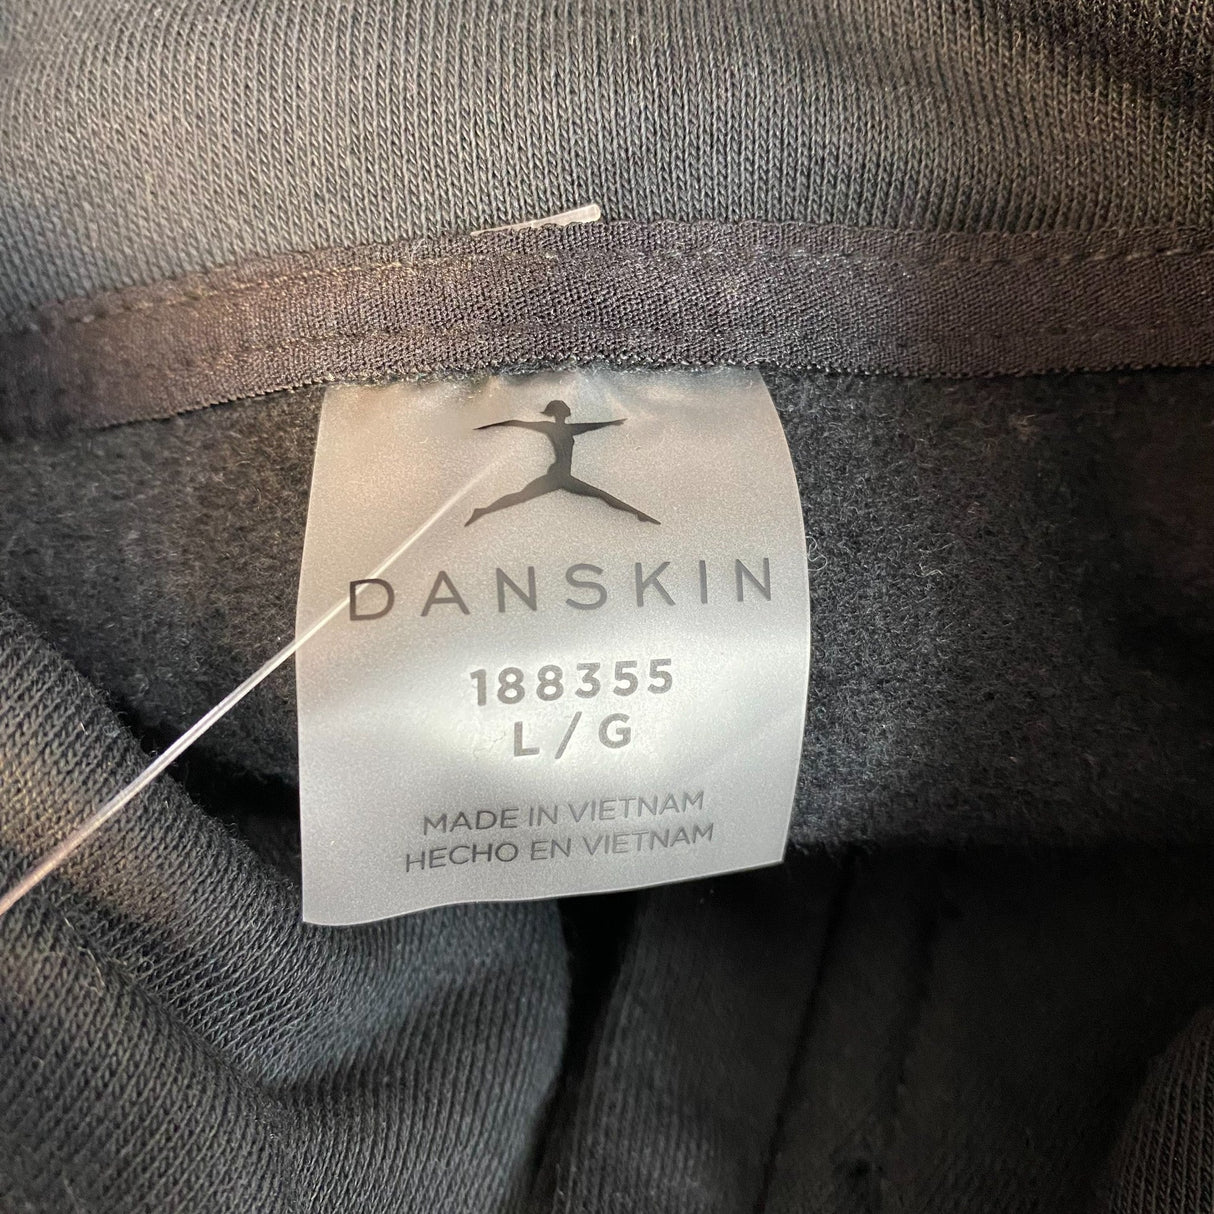 DANSKIN
188355
L/G
MADE IN VIETNAM
HECHO EN VIETNAM